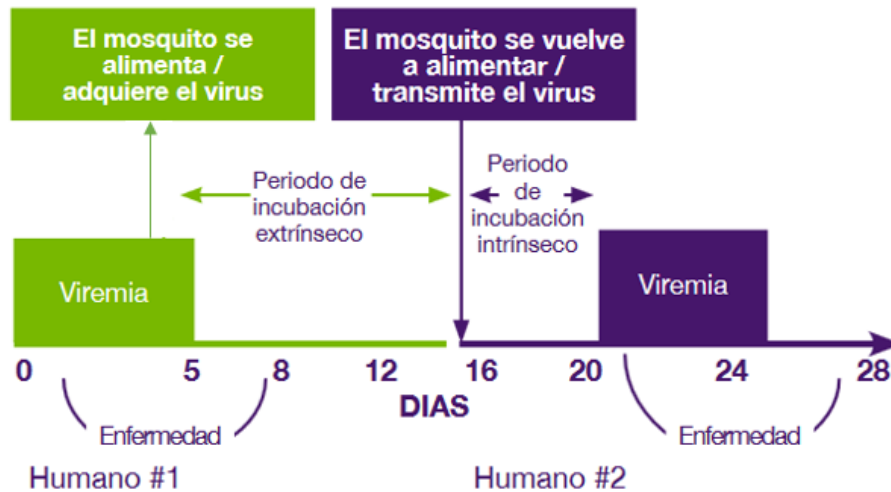 El mosquito se
alimenta /
adquiere el virus
El mosquito se vuelve
a alimentar /
transmite el virus
Periodo de
incubación
extrínseco
Periodo
de
incubación
intrínseco
Viremia
Viremia
0 5 8 12 16 20 24 28
DIAS
Enfermedad
Enfermedad
Humano #1
Humano #2